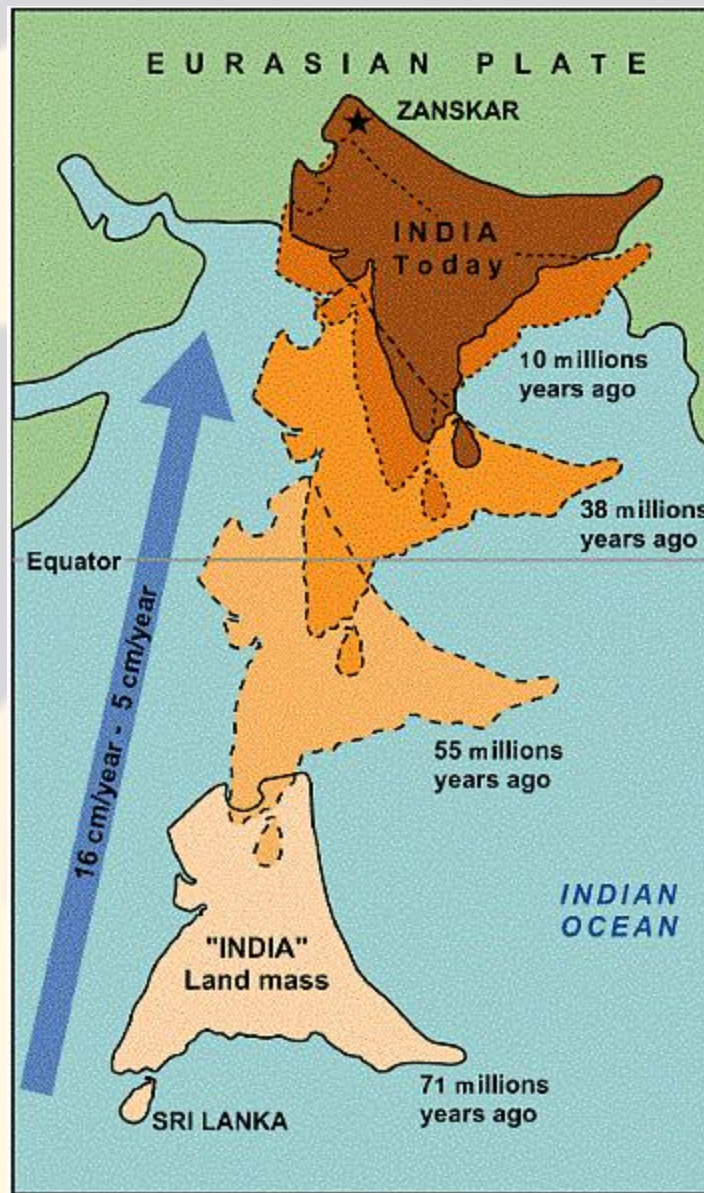 EURASIAN PLATE
ZANSKAR
INDIA
Today
10 millions
years ago
38 millions
years ago
Equator
16 cm/year - 5 cm/year
55 millions
years ago
INDIAN
OCEAN
"INDIA"
Land mass
71 millions
years ago
SRI LANKA